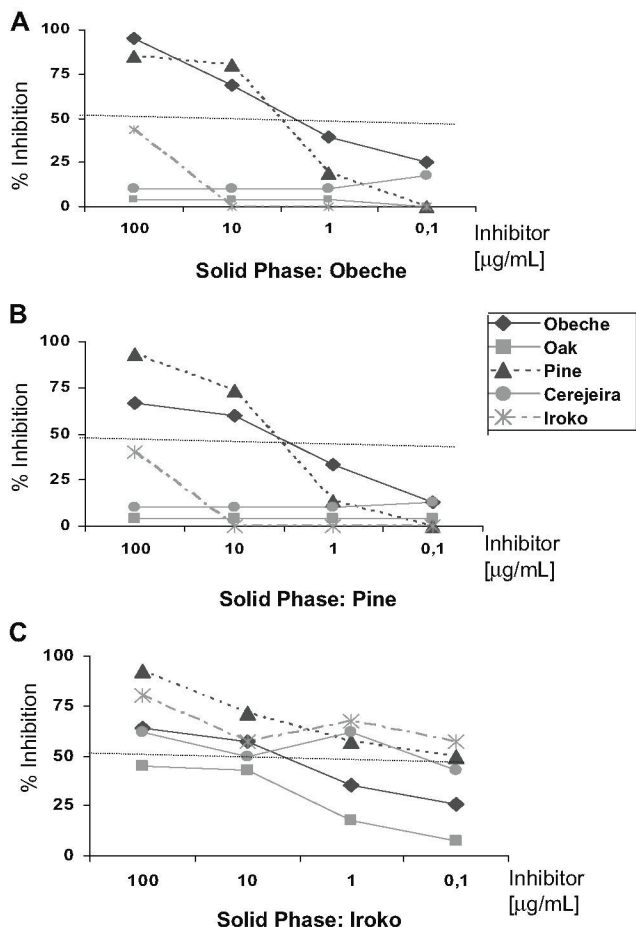 A
100
75
50
25
0
% Inhibition
100 10 1 0,1
Inhibitor
[µg/mL]
Solid Phase: Obeche
B
100
75
50
25
0
% Inhibition
100 10 1 0,1
Inhibitor
[µg/mL]
Solid Phase: Pine
Obeche
Oak
Pine
Cerejeira
Iroko
C
100
75
50
25
0
% Inhibition
100 10 1 0,1
Inhibitor
[µg/mL]
Solid Phase: Iroko